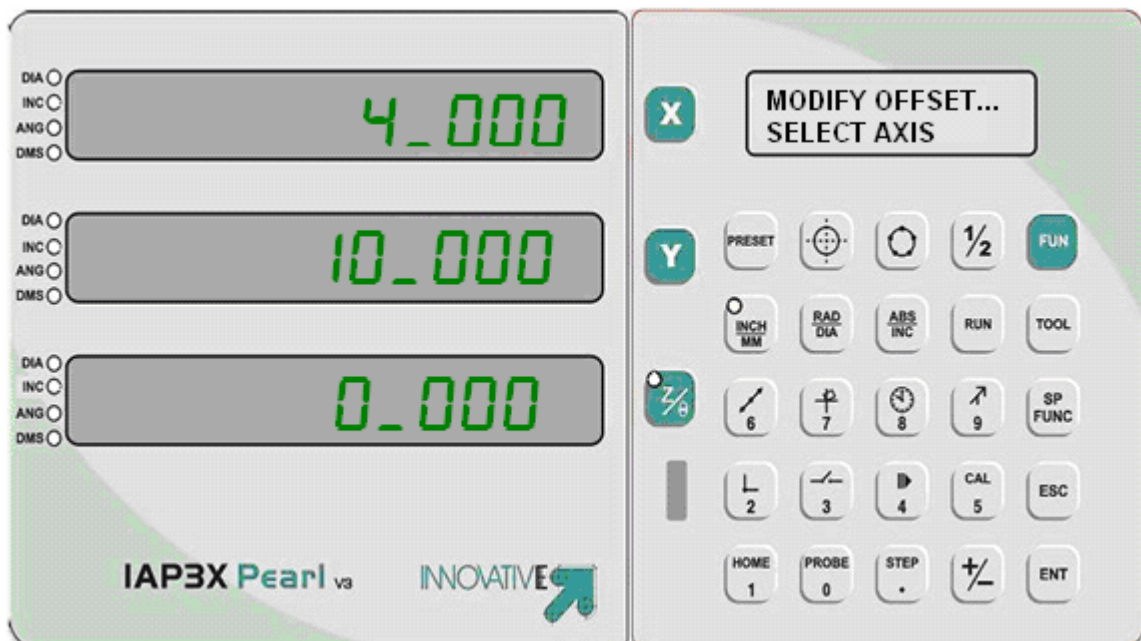 DIA
INC
ANG
DMS
4_000
DIA
INC
ANG
DMS
10_000
DIA
INC
ANG
DMS
0_000
IAP3X Pearl V3
INNOVATIVE
X
MODIFY OFFSET...
SELECT AXIS
Y
PRESET
1/2
FUN
INCH
MM
RAD
DIA
ABS
INC
RUN
TOOL
Z/θ
6
7
8
9
SP
FUNC
2
3
4
CAL
5
ESC
HOME
1
PROBE
0
STEP
.
+/-
ENT